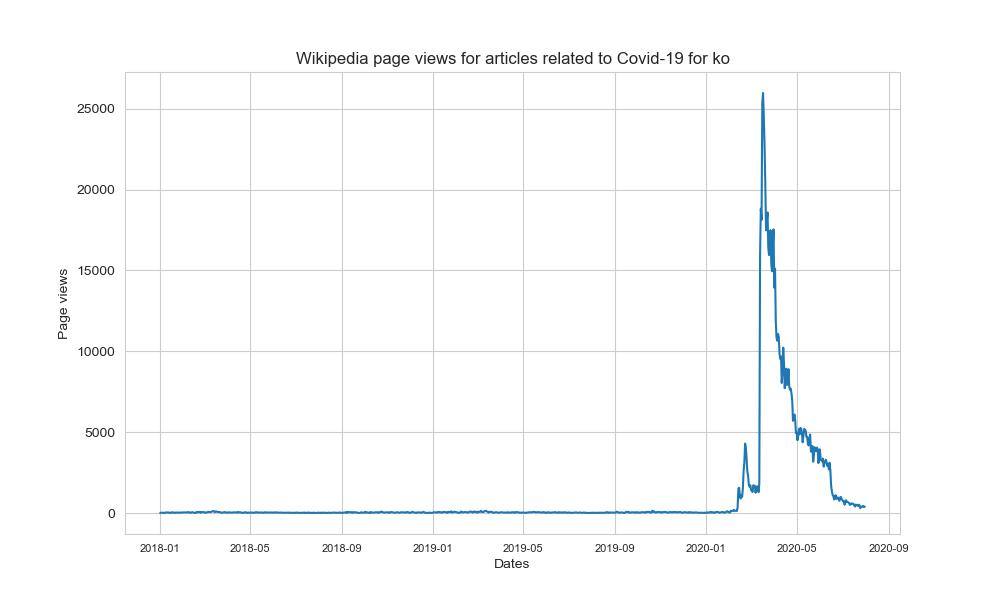 Wikipedia page views for articles related to Covid-19 for ko
25000
20000
15000
10000
5000
0
Page views
2018-01 2018-05 2018-09 2019-01 2019-05 2019-09 2020-01 2020-05 2020-09
Dates